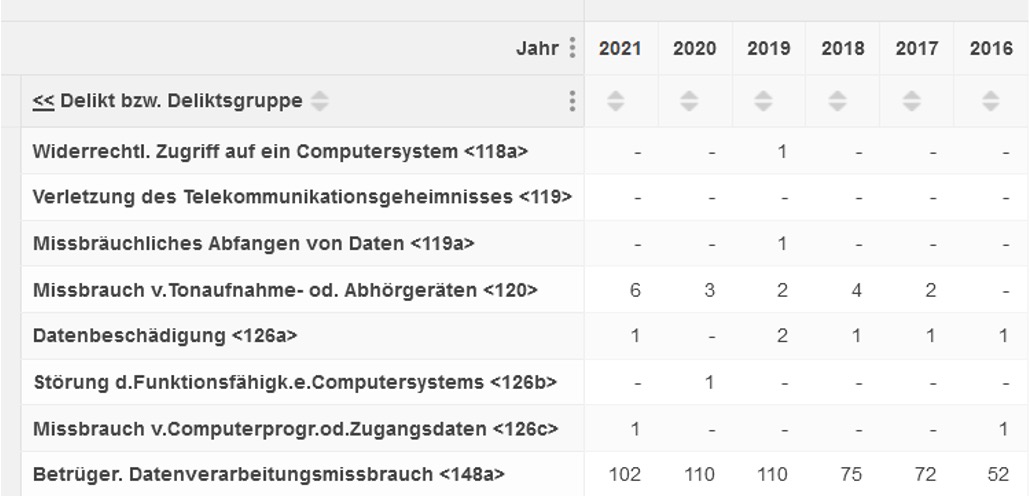 Jahr 2021 2020 2019 2018 2017 2016
<< Delikt bzw. Deliktsgruppe
Widerrechtl. Zugriff auf ein Computersystem <118a> - - 1 - - -
Verletzung des Telekommunikationsgeheimnisses <119> - - - - - -
Missbräuchliches Abfangen von Daten <119a> - - 1 - - -
Missbrauch v.Tonaufnahme- od. Abhörgeräten <120> 6 3 2 4 2 -
Datenbeschädigung <126a> 1 - 2 1 1 1
Störung d.Funktionsfähigk.e.Computersystems <126b> - 1 - - - -
Missbrauch v.Computerprogr.od.Zugangsdaten <126c> 1 - - - - 1
Betrüger. Datenverarbeitungsmissbrauch <148a> 102 110 110 75 72 52